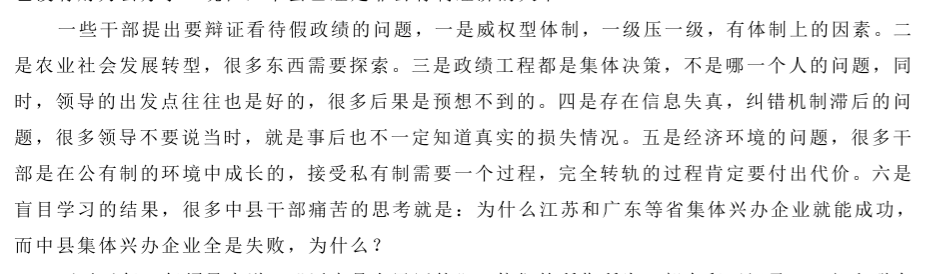 一些干部提出要辩证看待假政绩的问题，一是威权型体制，一级压一级，有体制上的因素。二
是农业社会发展转型，很多东西需要探索。三是政绩工程都是集体决策，不是哪一个人的问题，同
时，领导的出发点往往也是好的，很多后果是预想不到的。四是存在信息失真，纠错机制滞后的问
题，很多领导不要说当时，就是事后也不一定知道真实的损失情况。五是经济环境的问题，很多干
部是在公有制的环境中成长的，接受私有制需要一个过程，完全转轨的过程肯定要付出代价。六是
盲目学习的结果，很多中县干部痛苦的思考就是：为什么江苏和广东等省集体兴办企业就能成功，
而中县集体兴办企业全是失败，为什么？